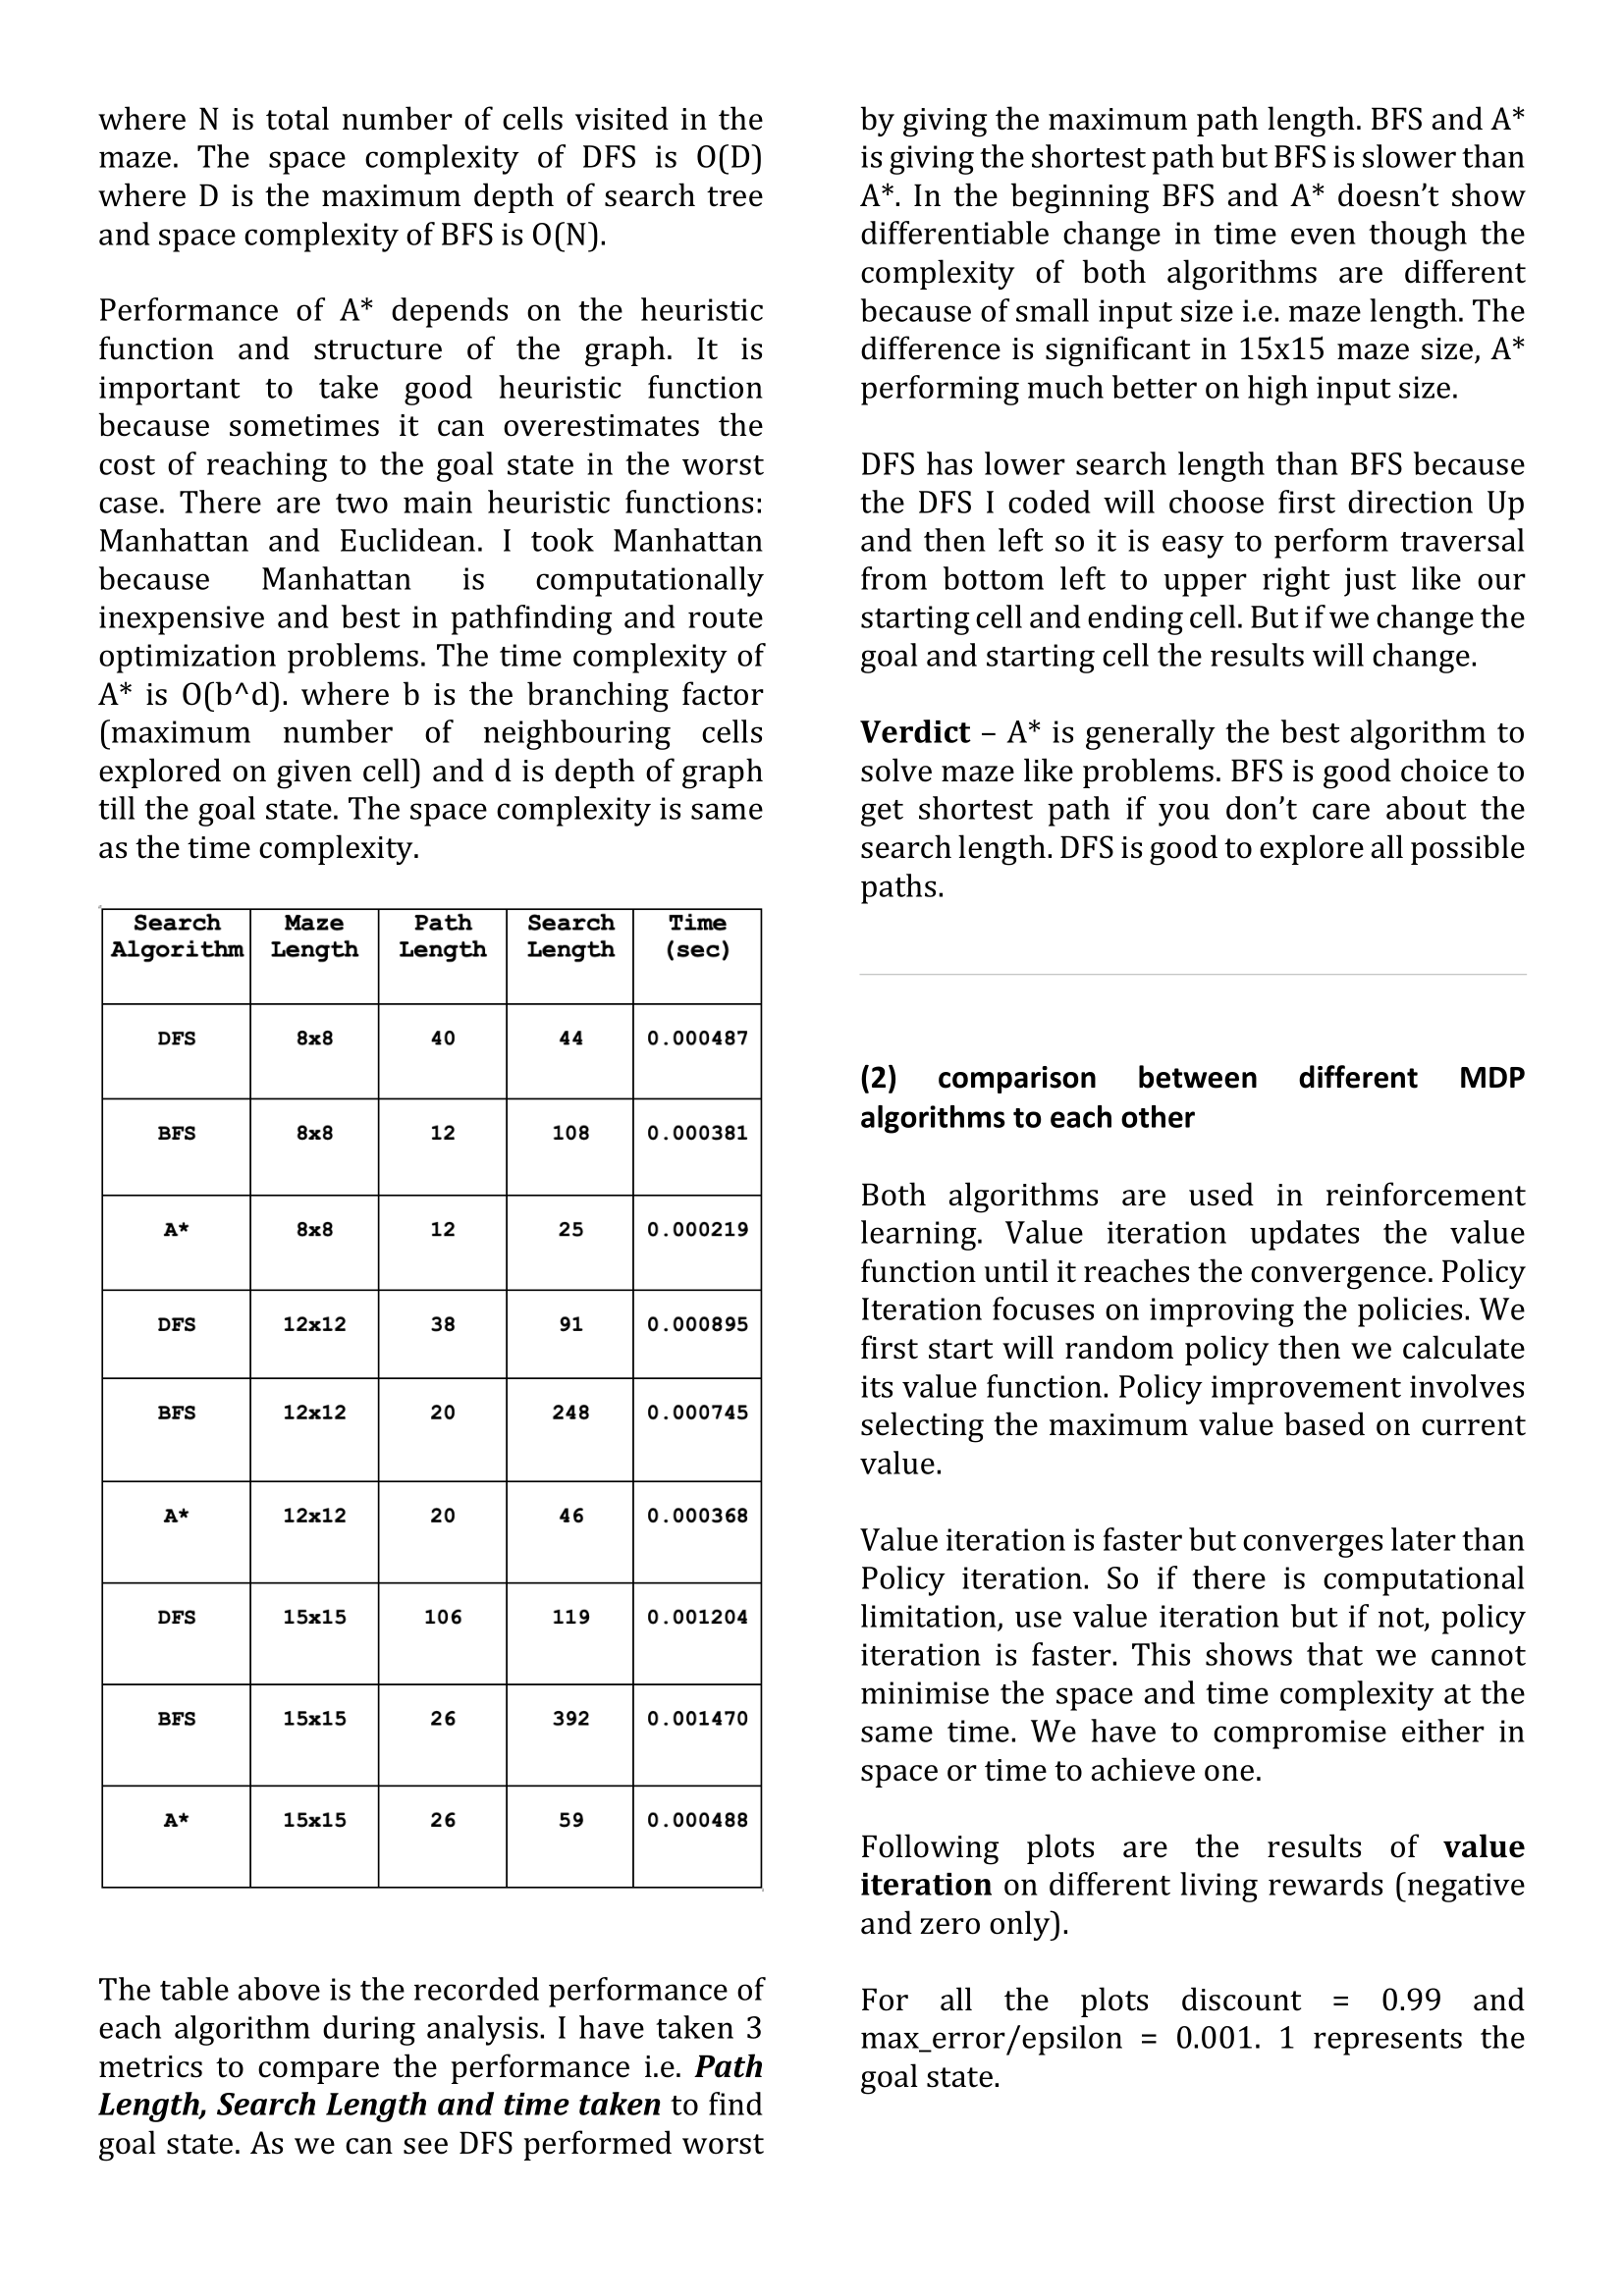 where N is total number of cells visited in the
maze. The space complexity of DFS is O(D)
where D is the maximum depth of search tree
and space complexity of BFS is O(N).
Performance of A* depends on the heuristic
function and structure of the graph. It is
important to take good heuristic function
because sometimes it can overestimates the
cost of reaching to the goal state in the worst
case. There are two main heuristic functions:
Manhattan and Euclidean. I took Manhattan
because Manhattan is computationally
inexpensive and best in pathfinding and route
optimization problems. The time complexity of
A* is O(b^d). where b is the branching factor
(maximum number of neighbouring cells
explored on given cell) and d is depth of graph
till the goal state. The space complexity is same
as the time complexity.
Search Maze Path Search Time
Algorithm Length Length Length (sec)
DFS 8x8 40 44 0.000487
BFS 8x8 12 108 0.000381
A* 8x8 12 25 0.000219
DFS 12x12 38 91 0.000895
BFS 12x12 20 248 0.000745
A* 12x12 20 46 0.000368
DFS 15x15 106 119 0.001204
BFS 15x15 26 392 0.001470
A* 15x15 26 59 0.000488
The table above is the recorded performance of
each algorithm during analysis. I have taken 3
metrics to compare the performance i.e. Path
Length, Search Length and time taken to find
goal state. As we can see DFS performed worst
by giving the maximum path length. BFS and A*
is giving the shortest path but BFS is slower than
A*. In the beginning BFS and A* doesn’t show
differentiable change in time even though the
complexity of both algorithms are different
because of small input size i.e. maze length. The
difference is significant in 15x15 maze size, A*
performing much better on high input size.
DFS has lower search length than BFS because
the DFS I coded will choose first direction Up
and then left so it is easy to perform traversal
from bottom left to upper right just like our
starting cell and ending cell. But if we change the
goal and starting cell the results will change.
Verdict – A* is generally the best algorithm to
solve maze like problems. BFS is good choice to
get shortest path if you don’t care about the
search length. DFS is good to explore all possible
paths.
(2) comparison between different MDP
algorithms to each other
Both algorithms are used in reinforcement
learning. Value iteration updates the value
function until it reaches the convergence. Policy
Iteration focuses on improving the policies. We
first start will random policy then we calculate
its value function. Policy improvement involves
selecting the maximum value based on current
value.
Value iteration is faster but converges later than
Policy iteration. So if there is computational
limitation, use value iteration but if not, policy
iteration is faster. This shows that we cannot
minimise the space and time complexity at the
same time. We have to compromise either in
space or time to achieve one.
Following plots are the results of value
iteration on different living rewards (negative
and zero only).
For all the plots discount = 0.99 and
max_error/epsilon = 0.001. 1 represents the
goal state.